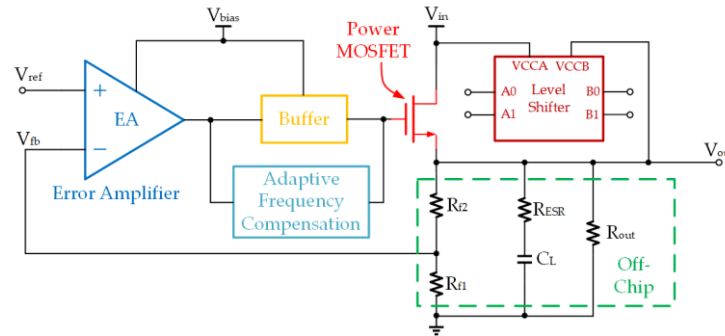 Vbias
Vin
Power
MOSFET
VCCA VCCB
Vref
+
EA
Buffer
A0
A1
Level
Shifter
B0
B1
Vfb
−
Vou
Error Amplifier
Adaptive
Frequency
Compensation
Rf2
RESR
Rout
CL
Off-
Chip
Rf1